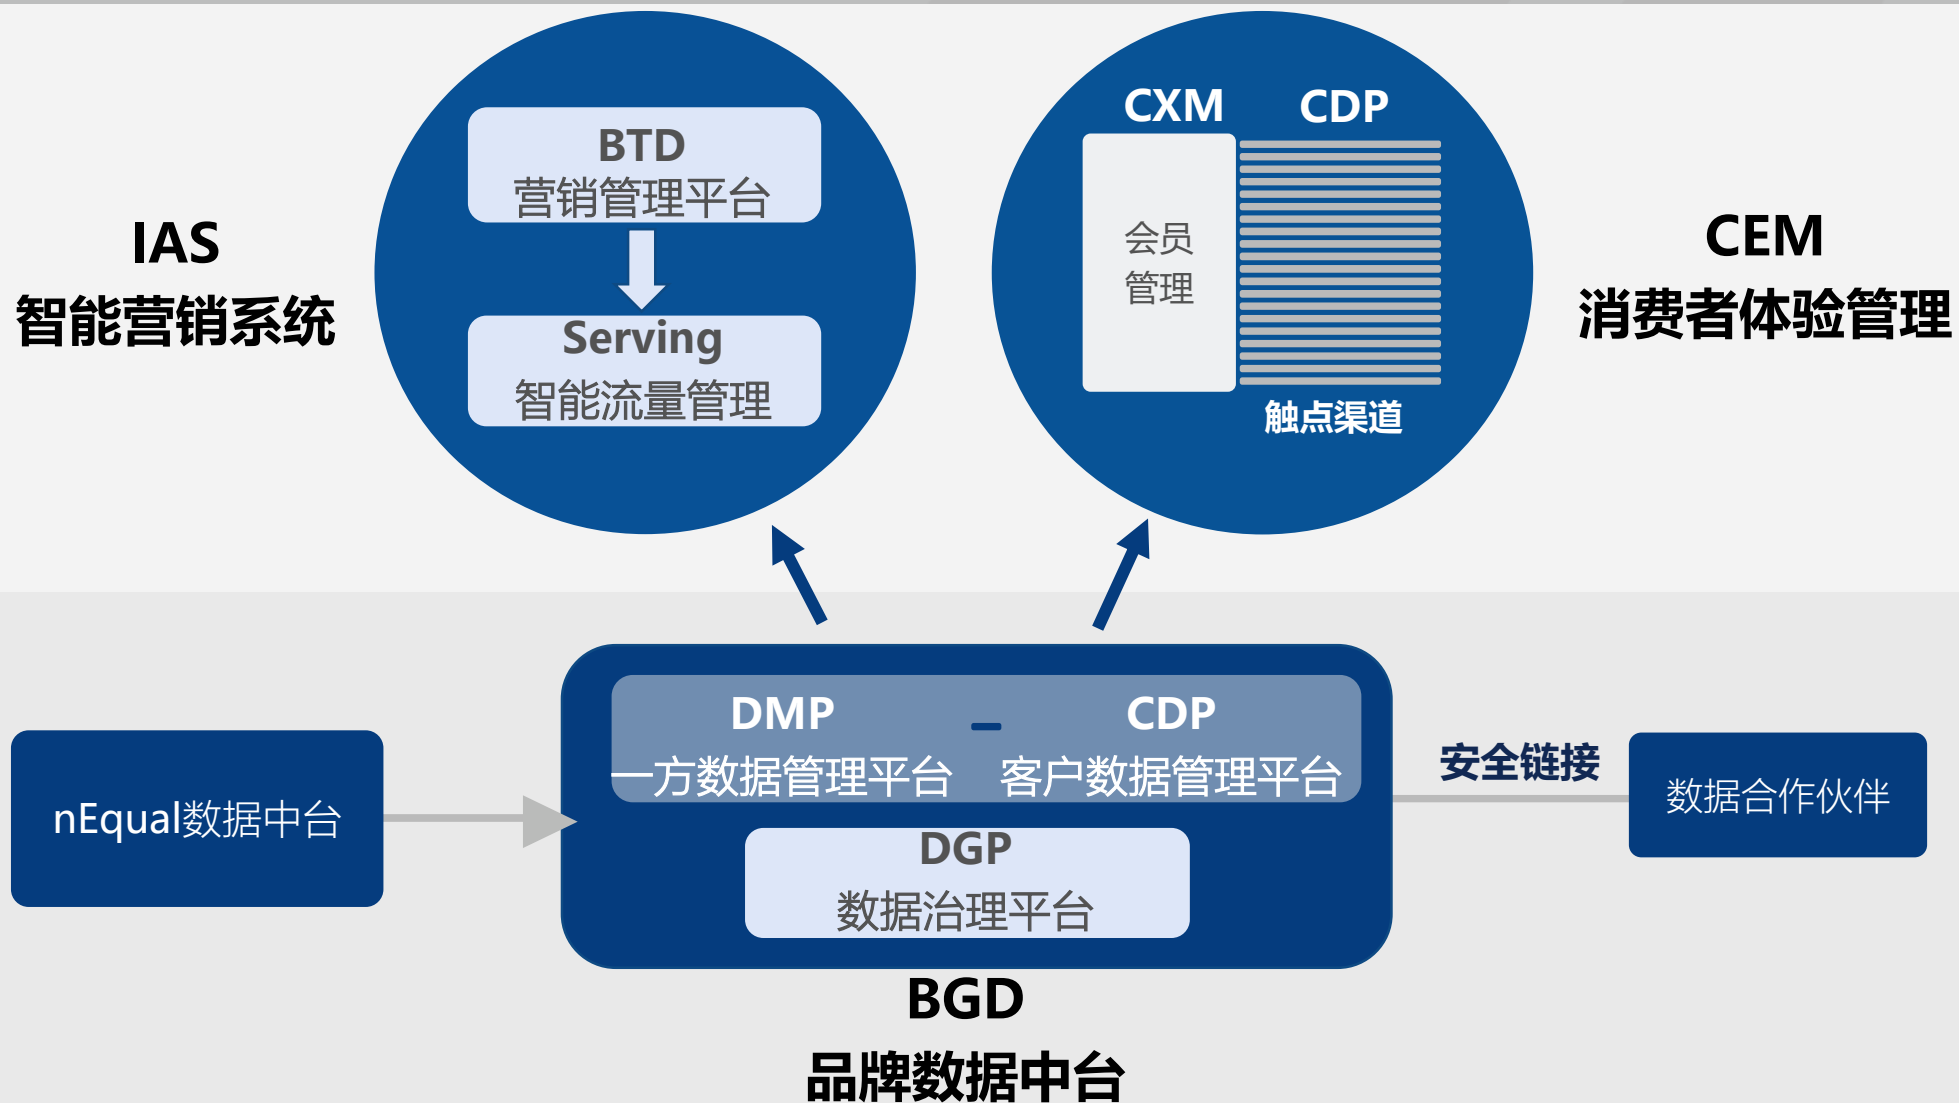 IAS
智能营销系统
BTD
营销管理平台
Serving
智能流量管理
CXM
CDP
会员
管理
触点渠道
CEM
消费者体验管理
nEqual数据中台
DMP
一方数据管理平台
-
CDP
客户数据管理平台
DGP
数据治理平台
安全链接
数据合作伙伴
BGD
品牌数据中台